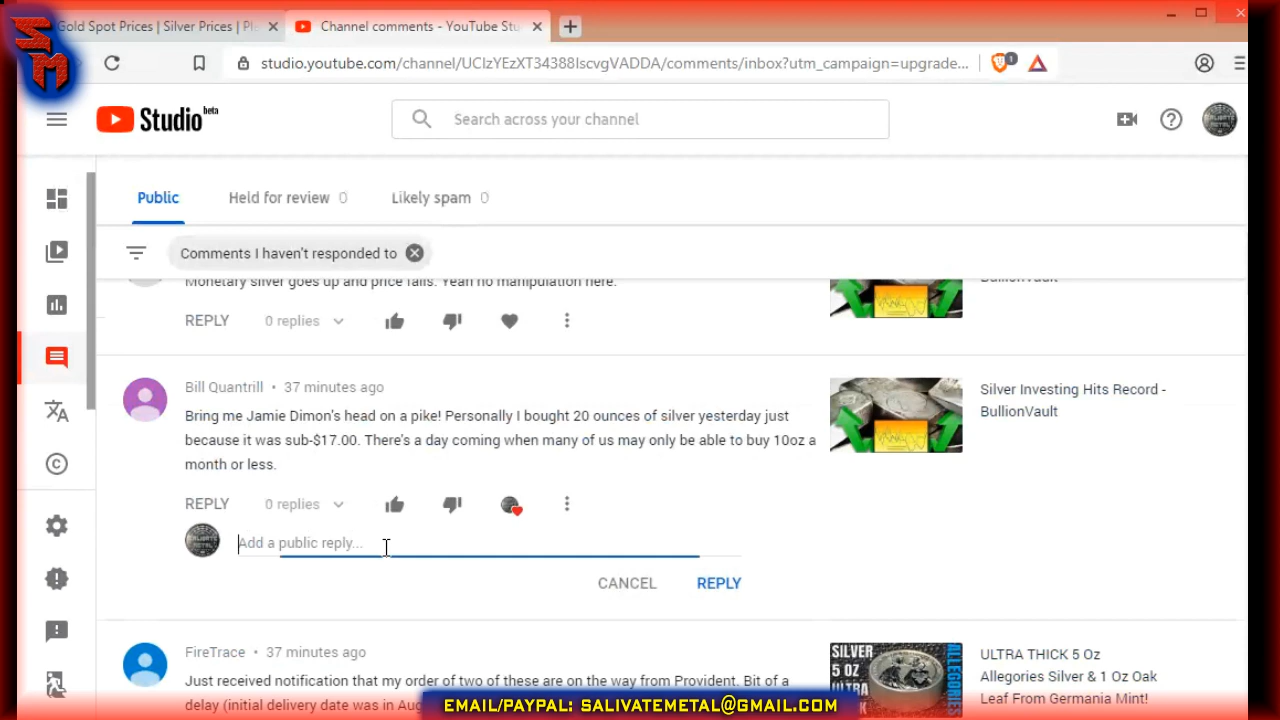 SM
Gold Spot Prices | Silver Prices | Pl
Channel comments - YouTube Stu
studio.youtube.com/channel/UCIzYEzXT34388IscvgVADDA/comments/inbox?utm_campaign=upgrade...
1
Studio beta
Search across your channel
SALIVATE METAL
Public
Held for review 0
Likely spam 0
Comments I haven't responded to
Monetary silver goes up and price falls. Yeah no manipulation here.
BullionVault
REPLY
0 replies
Bill Quantrill • 37 minutes ago
Bring me Jamie Dimon's head on a pike! Personally I bought 20 ounces of silver yesterday just
because it was sub-$17.00. There's a day coming when many of us may only be able to buy 10oz a
month or less.
Silver Investing Hits Record -
BullionVault
REPLY
0 replies
Add a public reply...
CANCEL
REPLY
FireTrace • 37 minutes ago
Just received notification that my order of two of these are on the way from Provident. Bit of a
delay (initial delivery date was in Aug
SILVER
5 OZ
ULTRA
THICK
ALLEGORIES
ULTRA THICK 5 Oz
Allegories Silver & 1 Oz Oak
Leaf From Germania Mint!
EMAIL/PAYPAL: SALIVATEMETAL@GMAIL.COM